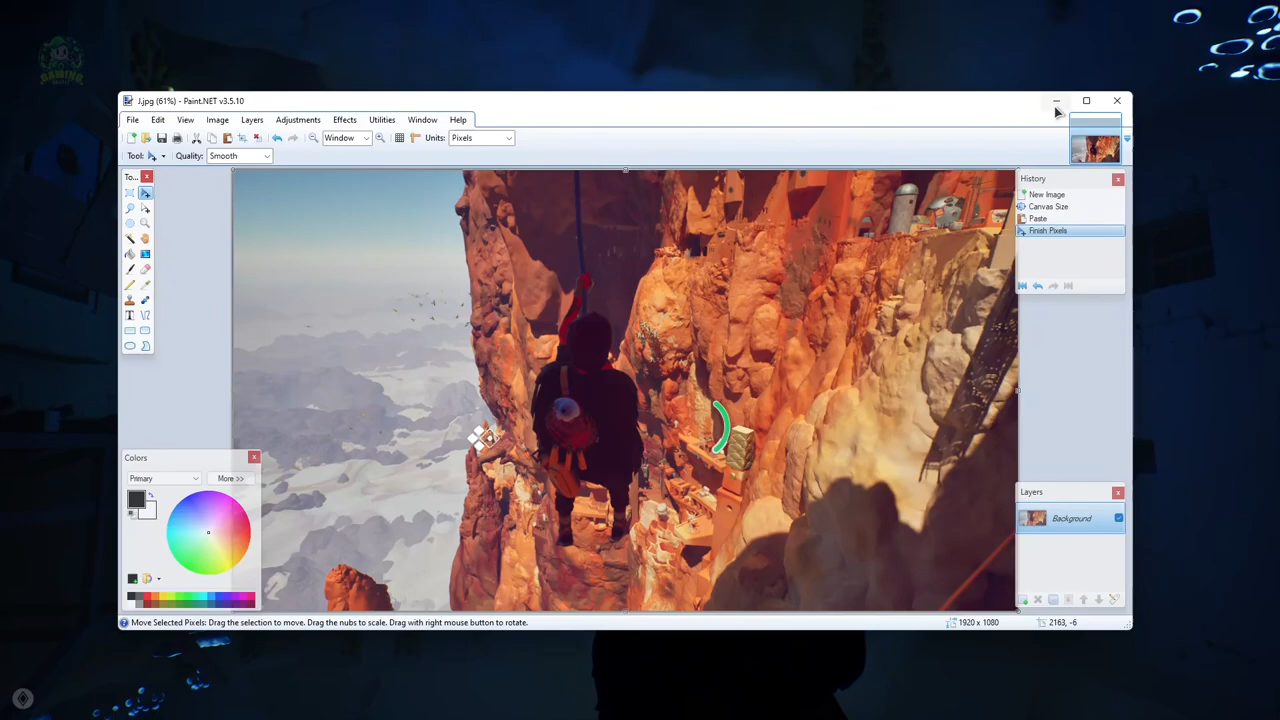 GAMING
J.jpg (61%) - Paint.NET v3.5.10
File Edit View Image Layers Adjustments Effects Utilities Window Help
Window Units: Pixels
Tool: Quality: Smooth
To...
History
New Image
Canvas Size
Paste
Finish Pixels
Colors
Primary More >>
Layers
Background
Move Selected Pixels: Drag the selection to move. Drag the nubs to scale. Drag with right mouse button to rotate. 1920 x 1080 2163, -6